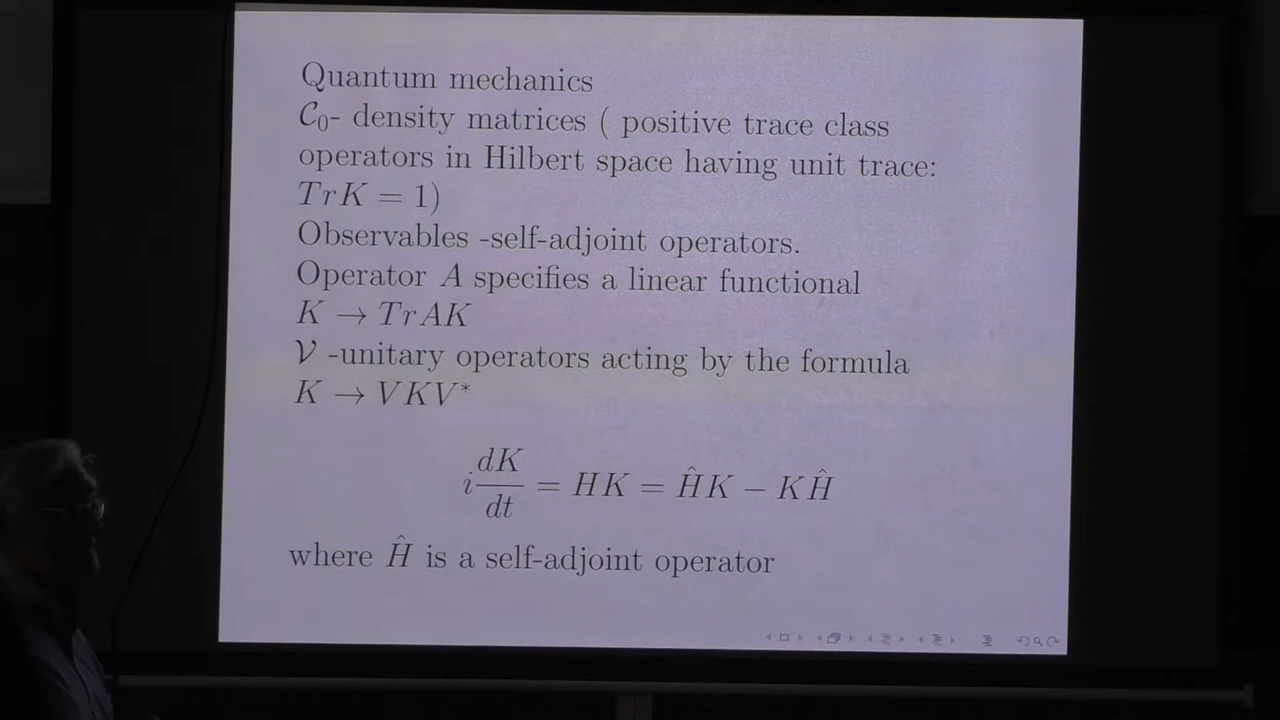 Quantum mechanics
𝒞₀- density matrices ( positive trace class
operators in Hilbert space having unit trace:
TrK = 1)
Observables -self-adjoint operators.
Operator A specifies a linear functional
K → TrAK
𝒱 -unitary operators acting by the formula
K → VKV*
i dK/dt = HK = ĤK − KĤ
where Ĥ is a self-adjoint operator